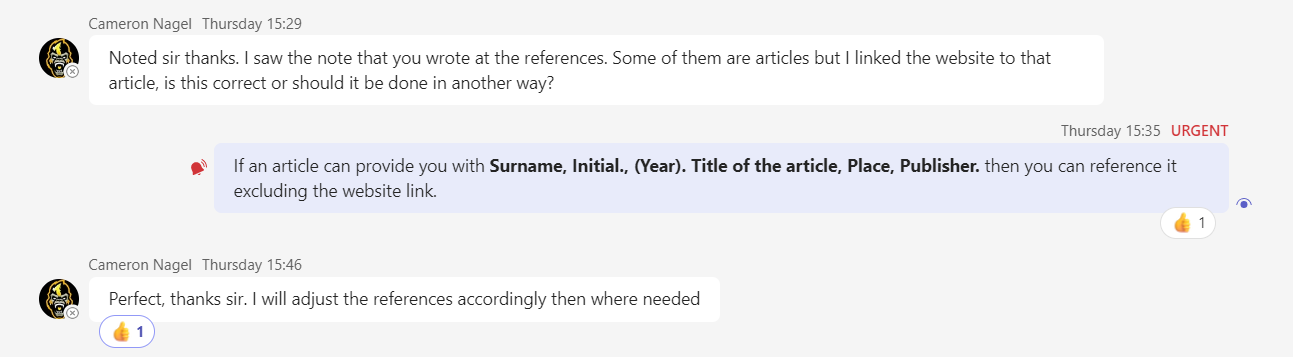 Cameron Nagel Thursday 15:29
Noted sir thanks. I saw the note that you wrote at the references. Some of them are articles but I linked the website to that
article, is this correct or should it be done in another way?
Thursday 15:35 URGENT
If an article can provide you with Surname, Initial., (Year). Title of the article, Place, Publisher. then you can reference it
excluding the website link.
1
Cameron Nagel Thursday 15:46
Perfect, thanks sir. I will adjust the references accordingly then where needed
1